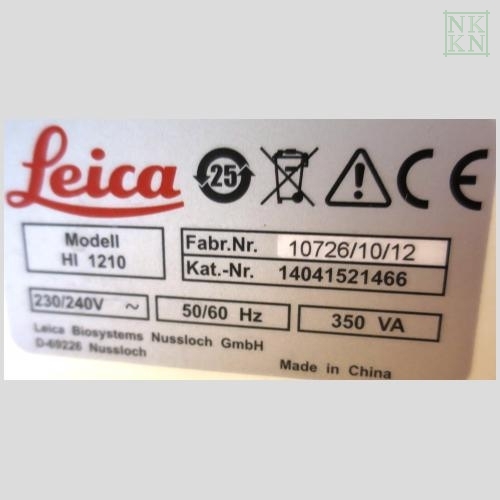 NK
KN
Leica 25 CE
Modell
HI 1210
Fabr.Nr. 10726/10/12
Kat.-Nr. 14041521466
230/240V ~ 50/60 Hz 350 VA
Leica Biosystems Nussloch GmbH
D-69226 Nussloch
Made in China